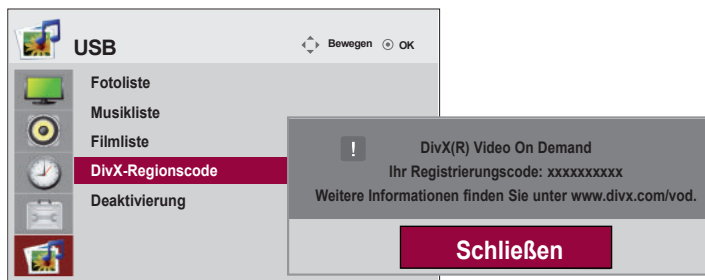 USB
Bewegen OK
Fotoliste
Musikliste
Filmliste
DivX-Regionscode
Deaktivierung
! DivX(R) Video On Demand
Ihr Registrierungscode: xxxxxxxxxx
Weitere Informationen finden Sie unter www.divx.com/vod.
Schließen